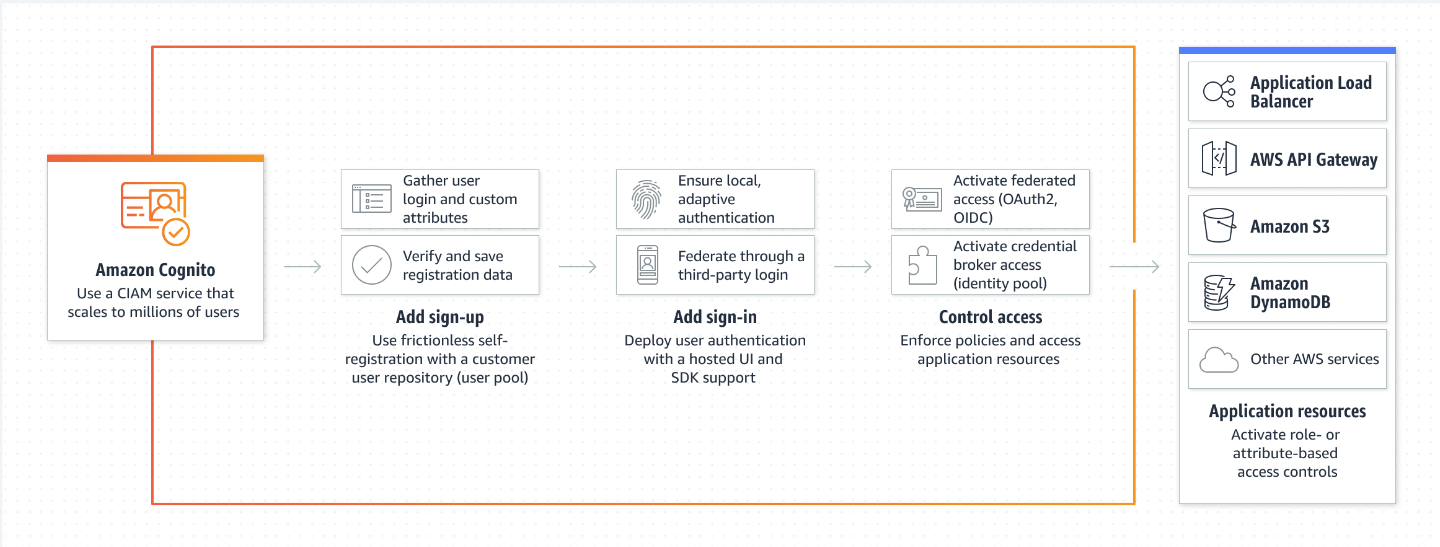 Amazon Cognito
Use a CIAM service that
scales to millions of users
Gather user
login and custom
attributes
Verify and save
registration data
Add sign-up
Use frictionless self-
registration with a customer
user repository (user pool)
Ensure local,
adaptive
authentication
Federate through a
third-party login
Add sign-in
Deploy user authentication
with a hosted UI and
SDK support
Activate federated
access (OAuth2,
OIDC)
Activate credential
broker access
(identity pool)
Control access
Enforce policies and access
application resources
Application Load
Balancer
AWS API Gateway
Amazon S3
Amazon
DynamoDB
Other AWS services
Application resources
Activate role- or
attribute-based
access controls